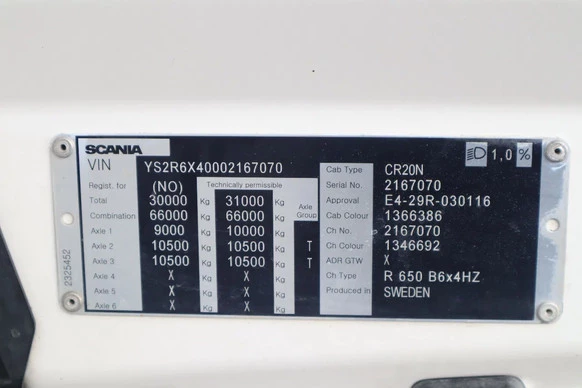 SCANIA
VIN YS2R6X40002167070
1,0 %
Regist. for (NO) Technically permissible
Total 30000 Kg 31000 Kg Axle Group
Combination 66000 Kg 66000 Kg
Axle 1 9000 Kg 10000 Kg
Axle 2 10500 Kg 10500 Kg T
Axle 3 10500 Kg 10500 Kg T
Axle 4 X Kg X Kg
Axle 5 X Kg X Kg
Axle 6 X Kg X Kg
Cab Type CR20N
Serial No. 2167070
Approval E4-29R-030116
Cab Colour 1366386
Ch No. 2167070
Ch Colour 1346692
ADR GTW X
Ch Type R 650 B6x4HZ
Produced in SWEDEN
2325452